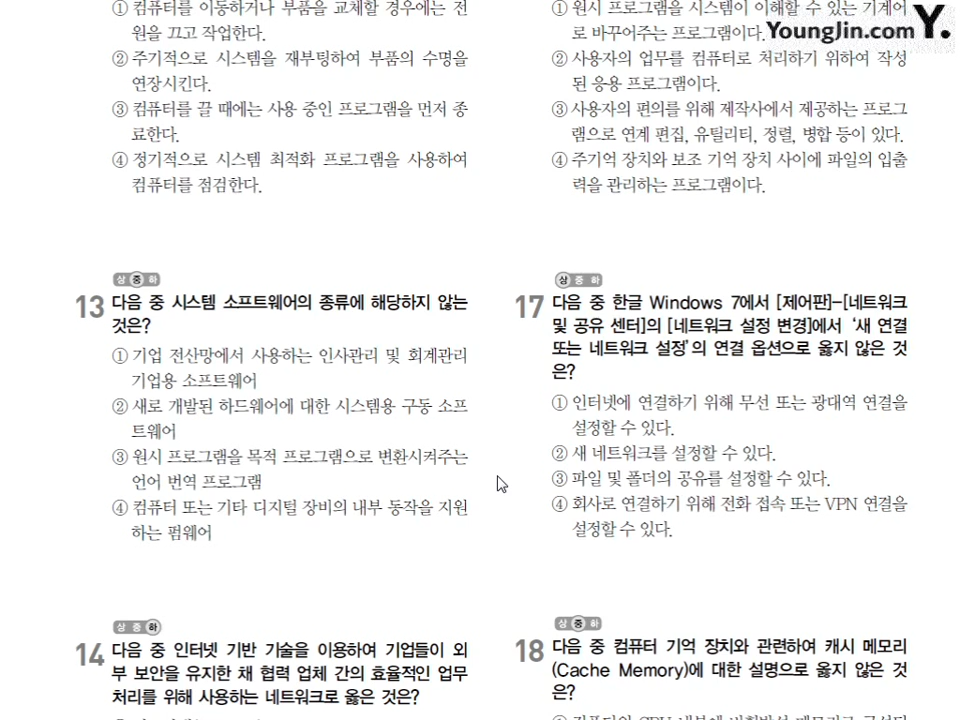 ① 컴퓨터를 이동하거나 부품을 교체할 경우에는 전
원을 끄고 작업한다.
② 주기적으로 시스템을 재부팅하여 부품의 수명을
연장시킨다.
③ 컴퓨터를 끌 때에는 사용 중인 프로그램을 먼저 종
료한다.
④ 정기적으로 시스템 최적화 프로그램을 사용하여
컴퓨터를 점검한다.
상 중 하
13 다음 중 시스템 소프트웨어의 종류에 해당하지 않는
것은?
① 기업 전산망에서 사용하는 인사관리 및 회계관리
기업용 소프트웨어
② 새로 개발된 하드웨어에 대한 시스템용 구동 소프
트웨어
③ 원시 프로그램을 목적 프로그램으로 변환시켜주는
언어 번역 프로그램
④ 컴퓨터 또는 기타 디지털 장비의 내부 동작을 지원
하는 펌웨어
상 중 하
14 다음 중 인터넷 기반 기술을 이용하여 기업들이 외
부 보안을 유지한 채 협력 업체 간의 효율적인 업무
처리를 위해 사용하는 네트워크로 옳은 것은?
① 원시 프로그램을 시스템이 이해할 수 있는 기계어
로 바꾸어주는 프로그램이다.
YoungJin.com Y.
② 사용자의 업무를 컴퓨터로 처리하기 위하여 작성
된 응용 프로그램이다.
③ 사용자의 편의를 위해 제작사에서 제공하는 프로그
램으로 연계 편집, 유틸리티, 정렬, 병합 등이 있다.
④ 주기억 장치와 보조 기억 장치 사이에 파일의 입출
력을 관리하는 프로그램이다.
상 중 하
17 다음 중 한글 Windows 7에서 [제어판]-[네트워크
및 공유 센터]의 [네트워크 설정 변경]에서 ‘새 연결
또는 네트워크 설정’의 연결 옵션으로 옳지 않은 것
은?
① 인터넷에 연결하기 위해 무선 또는 광대역 연결을
설정할 수 있다.
② 새 네트워크를 설정할 수 있다.
③ 파일 및 폴더의 공유를 설정할 수 있다.
④ 회사로 연결하기 위해 전화 접속 또는 VPN 연결을
설정할 수 있다.
상 중 하
18 다음 중 컴퓨터 기억 장치와 관련하여 캐시 메모리
(Cache Memory)에 대한 설명으로 옳지 않은 것
은?